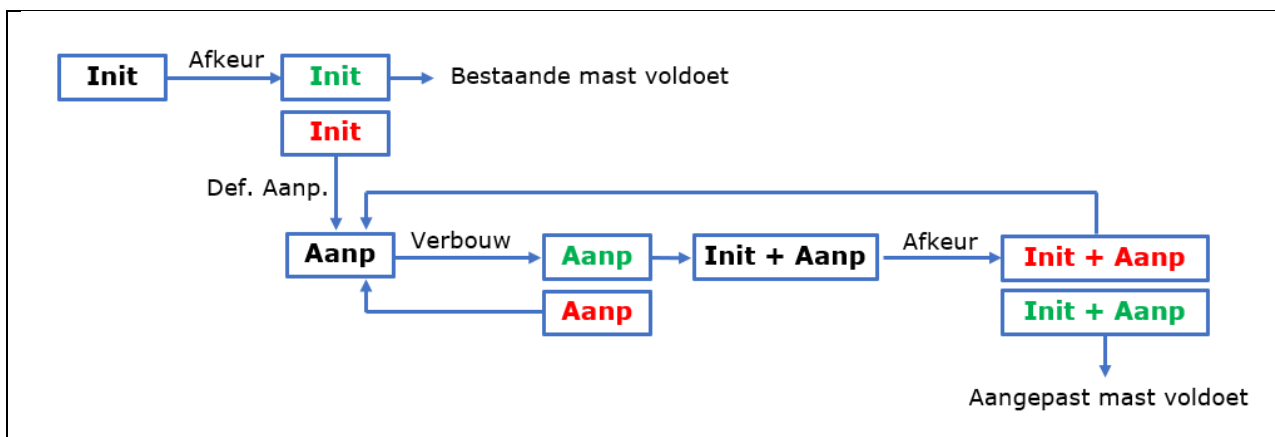 Afkeur
Init
Init
Bestaande mast voldoet
Init
Def. Aanp.
Aanp
Verbouw
Aanp
Init + Aanp
Afkeur
Init + Aanp
Aanp
Init + Aanp
Aangepast mast voldoet